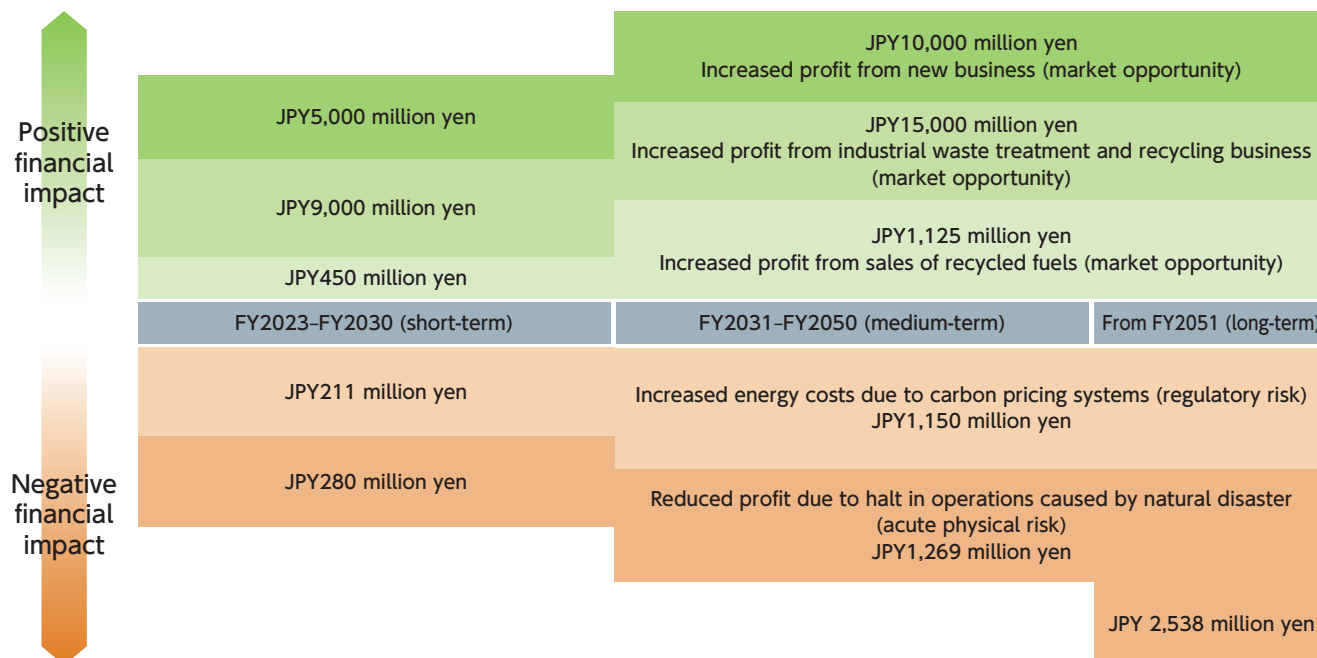 Positive
financial
impact
JPY5,000 million yen
JPY9,000 million yen
JPY450 million yen
JPY10,000 million yen
Increased profit from new business (market opportunity)
JPY15,000 million yen
Increased profit from industrial waste treatment and recycling business
(market opportunity)
JPY1,125 million yen
Increased profit from sales of recycled fuels (market opportunity)
FY2023–FY2030 (short-term)
FY2031–FY2050 (medium-term)
From FY2051 (long-term)
Negative
financial
impact
JPY211 million yen
JPY280 million yen
Increased energy costs due to carbon pricing systems (regulatory risk)
JPY1,150 million yen
Reduced profit due to halt in operations caused by natural disaster
(acute physical risk)
JPY1,269 million yen
JPY 2,538 million yen